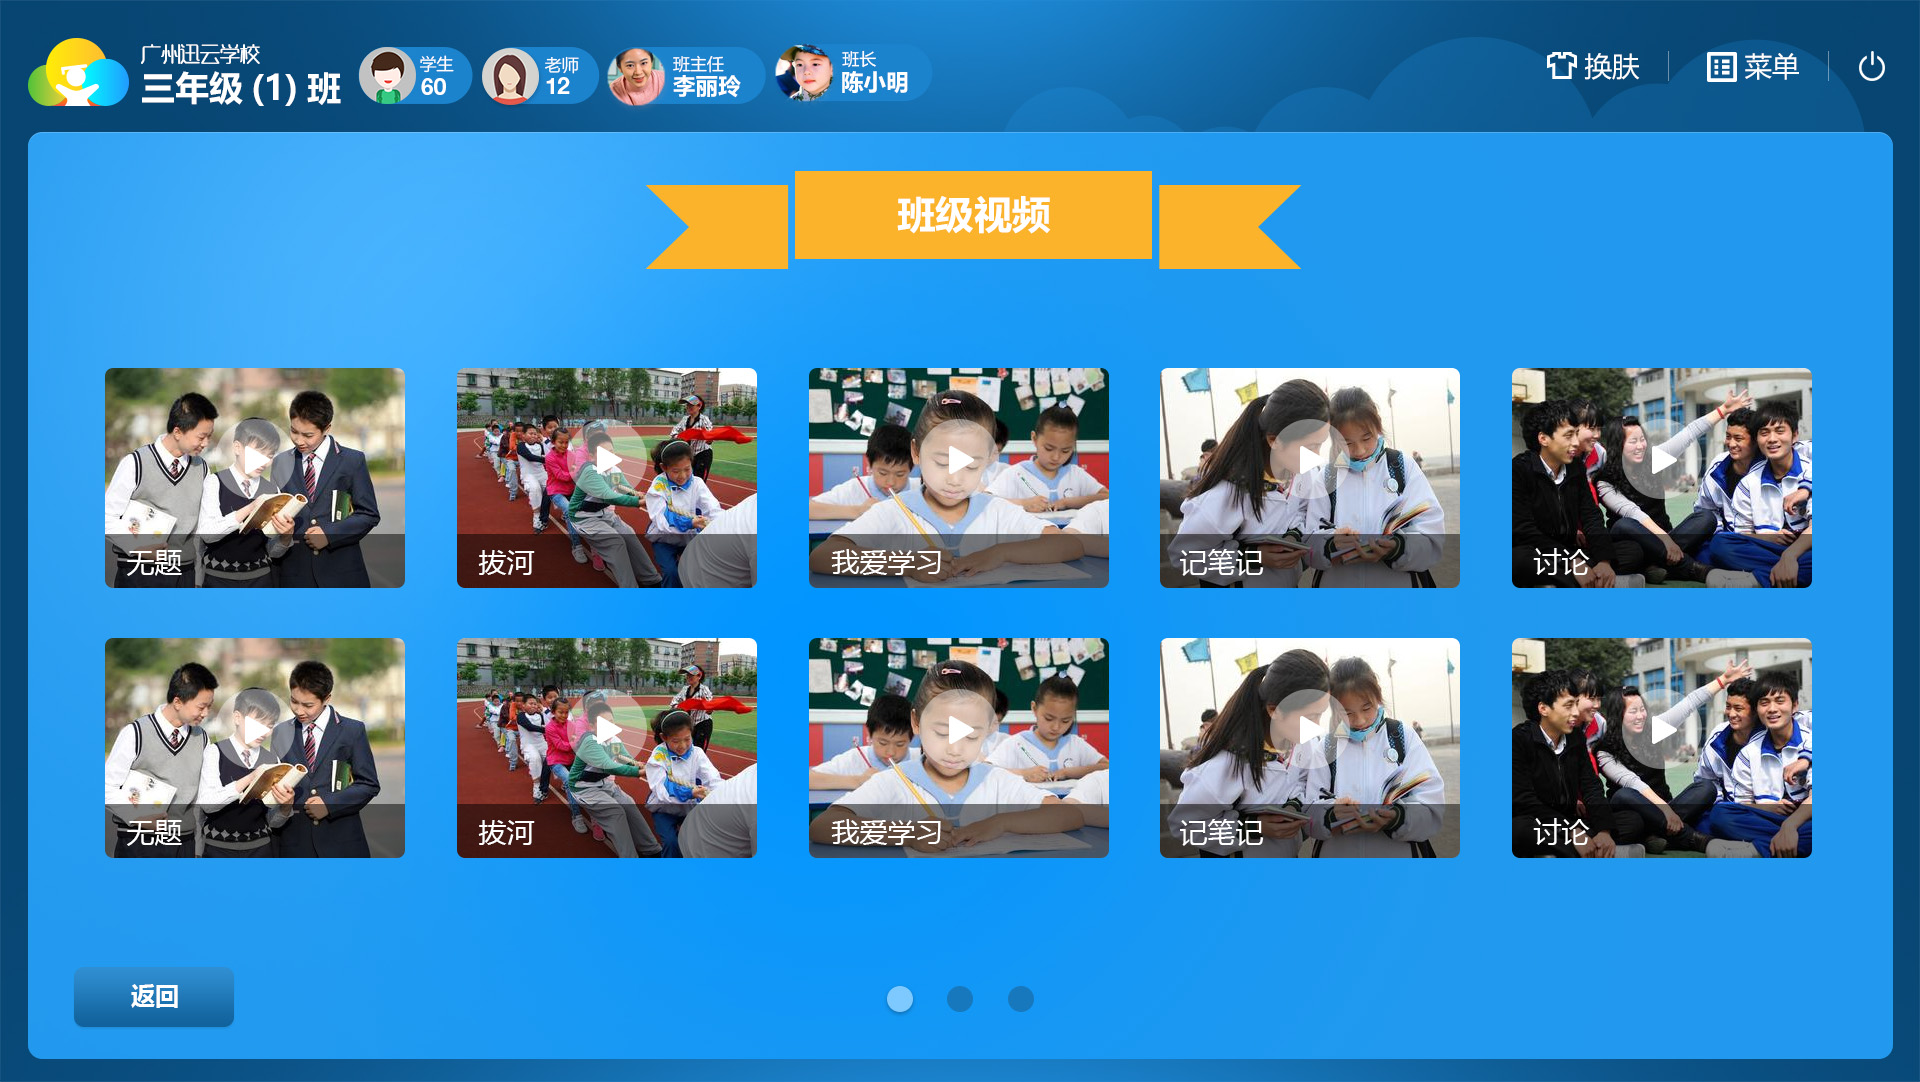 广州迅云学校
三年级 (1) 班
学生
60
老师
12
班主任
李丽玲
班长
陈小明
换肤
菜单
班级视频
无题
拔河
我爱学习
记笔记
讨论
无题
拔河
我爱学习
记笔记
讨论
返回